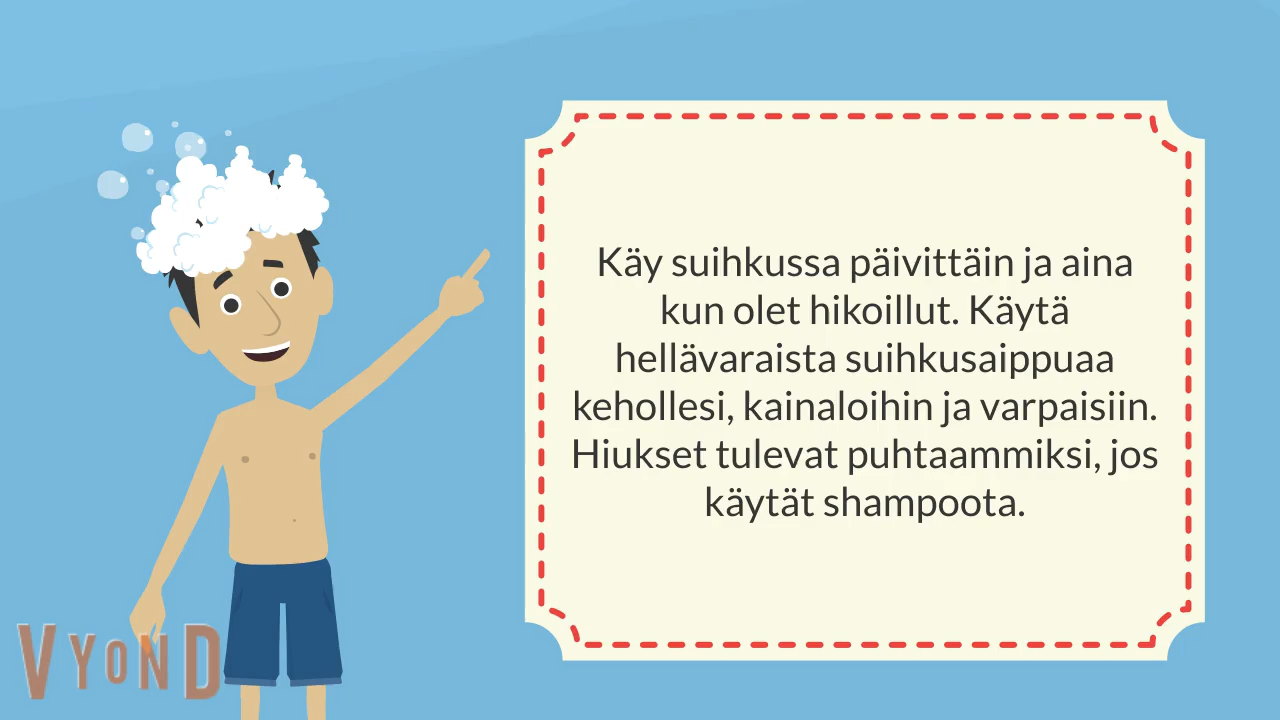 Käy suihkussa päivittäin ja aina
kun olet hikoillut. Käytä
hellävaraista suihkusaippuaa
kehollesi, kainaloihin ja varpaisiin.
Hiukset tulevat puhtaammiksi, jos
käytät shampoota.
VYOND